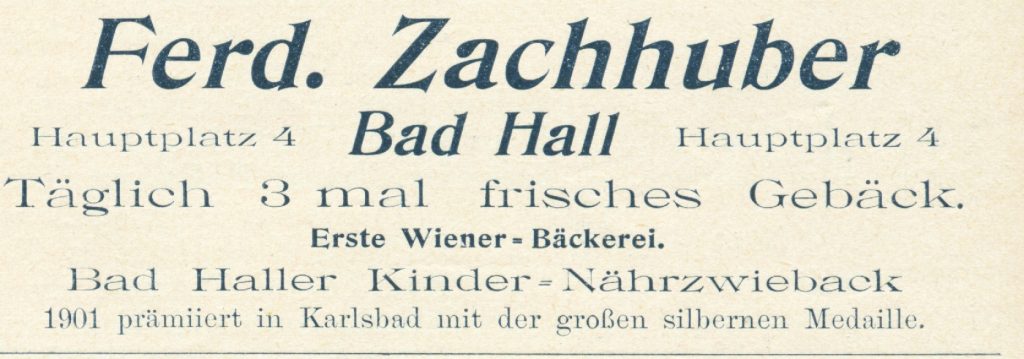 Ferd. Zachhuber
Hauptplatz 4 Bad Hall Hauptplatz 4
Täglich 3 mal frisches Gebäck.
Erste Wiener=Bäckerei.
Bad Haller Kinder=Nährzwieback
1901 prämiiert in Karlsbad mit der großen silbernen Medaille.